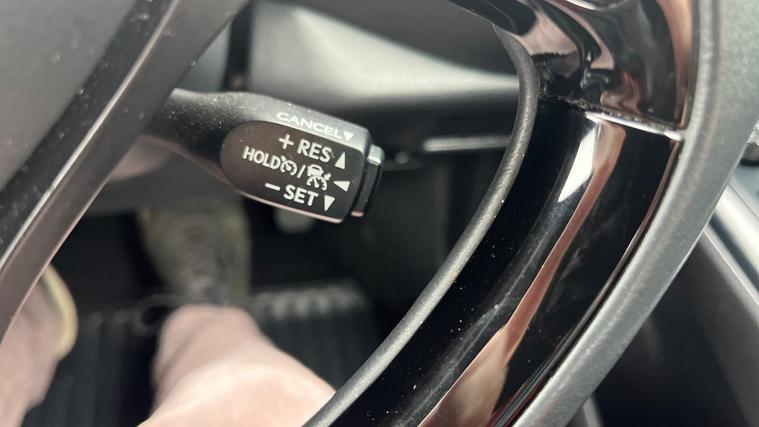 CANCEL▼
+ RES▲
HOLD / ◄
− SET▼